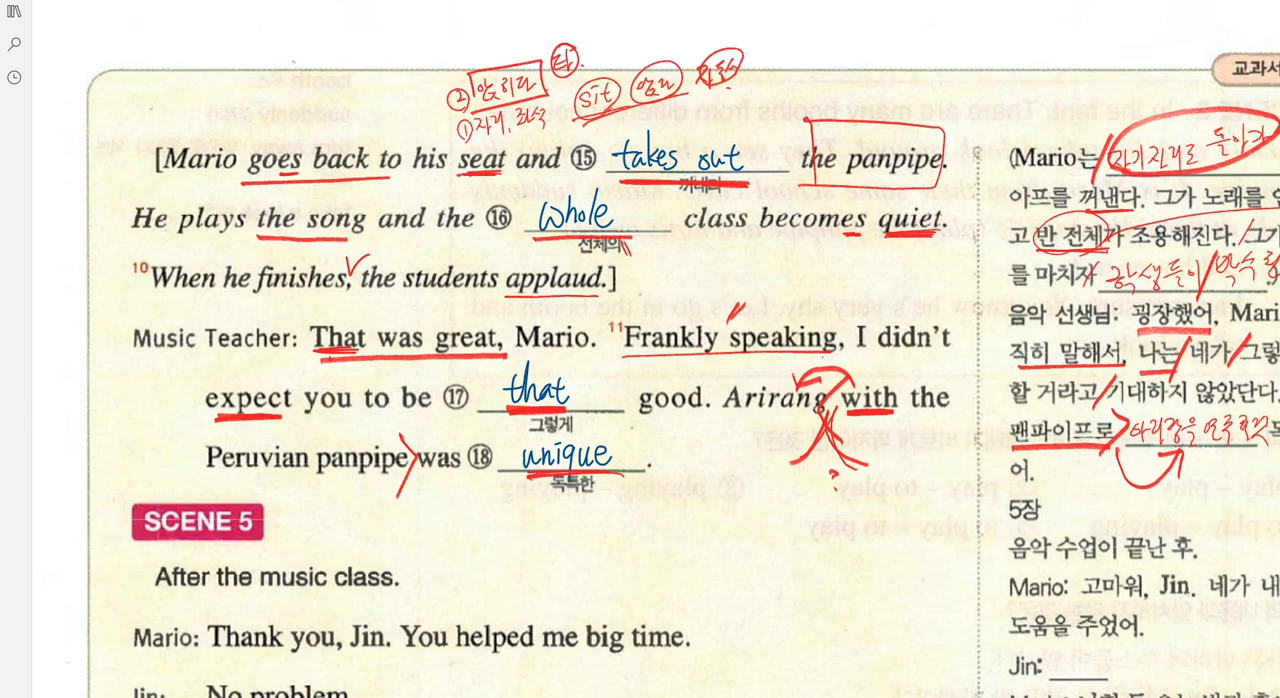 ② 앉히다 타.
① 자리, 좌석 sit 앉다 자동
교과서
[Mario goes back to his seat and ⑮ takes out the panpipe.
꺼내다
He plays the song and the ⑯ whole class becomes quiet.
전체의
10 When he finishes, the students applaud.]
Music Teacher: That was great, Mario. 11 Frankly speaking, I didn't
expect you to be ⑰ that good. Arirang with the
그렇게
Peruvian panpipe was ⑱ unique.
독특한
SCENE 5
After the music class.
Mario: Thank you, Jin. You helped me big time.
Jin: No problem
(Mario는 자기 자리로 돌아가
아프를 꺼낸다. 그가 노래를 연
고 반 전체가 조용해진다. 그가
를 마치자 학생들이 박수
음악 선생님: 굉장했어, Mari
직히 말해서, 나는 네가 그렇
할 거라고 기대하지 않았단다.
팬파이프로 아리랑을 연주한 독
어.
5장
음악 수업이 끝난 후.
Mario: 고마워, Jin. 네가 내
도움을 주었어.
Jin: